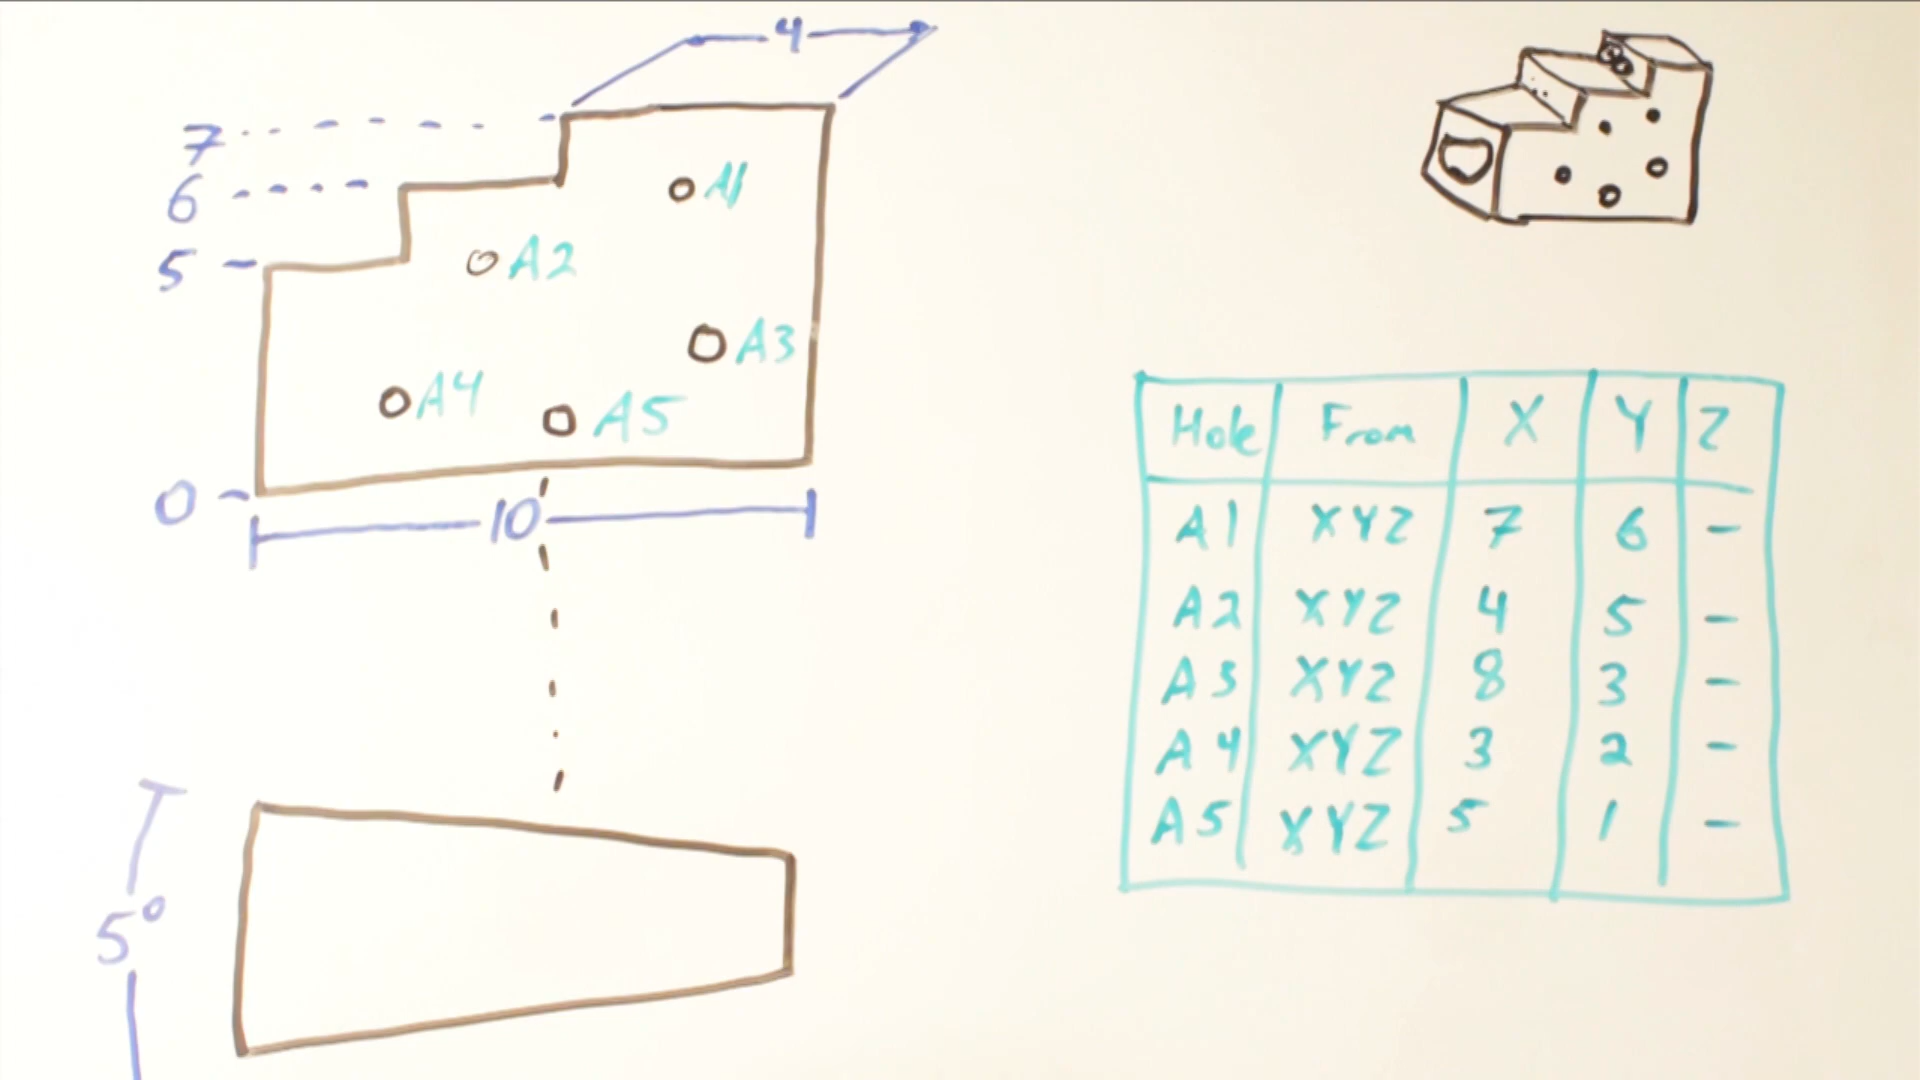 4
7
6
5
0
A1
A2
A3
A4
A5
10
5°
Hole From X Y Z
A1 XYZ 7 6 -
A2 XYZ 4 5 -
A3 XYZ 8 3 -
A4 XYZ 3 2 -
A5 XYZ 5 1 -